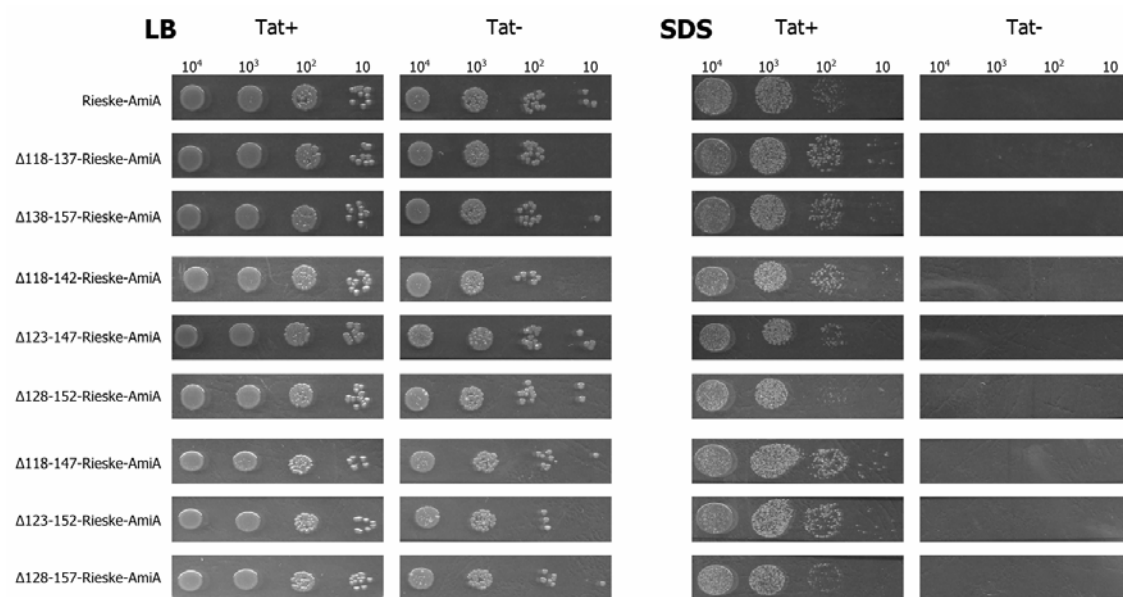 LB Tat+ Tat- SDS Tat+ Tat-
10⁴ 10³ 10² 10 10⁴ 10³ 10² 10 10⁴ 10³ 10² 10 10⁴ 10³ 10² 10
Rieske-AmiA
Δ118-137-Rieske-AmiA
Δ138-157-Rieske-AmiA
Δ118-142-Rieske-AmiA
Δ123-147-Rieske-AmiA
Δ128-152-Rieske-AmiA
Δ118-147-Rieske-AmiA
Δ123-152-Rieske-AmiA
Δ128-157-Rieske-AmiA